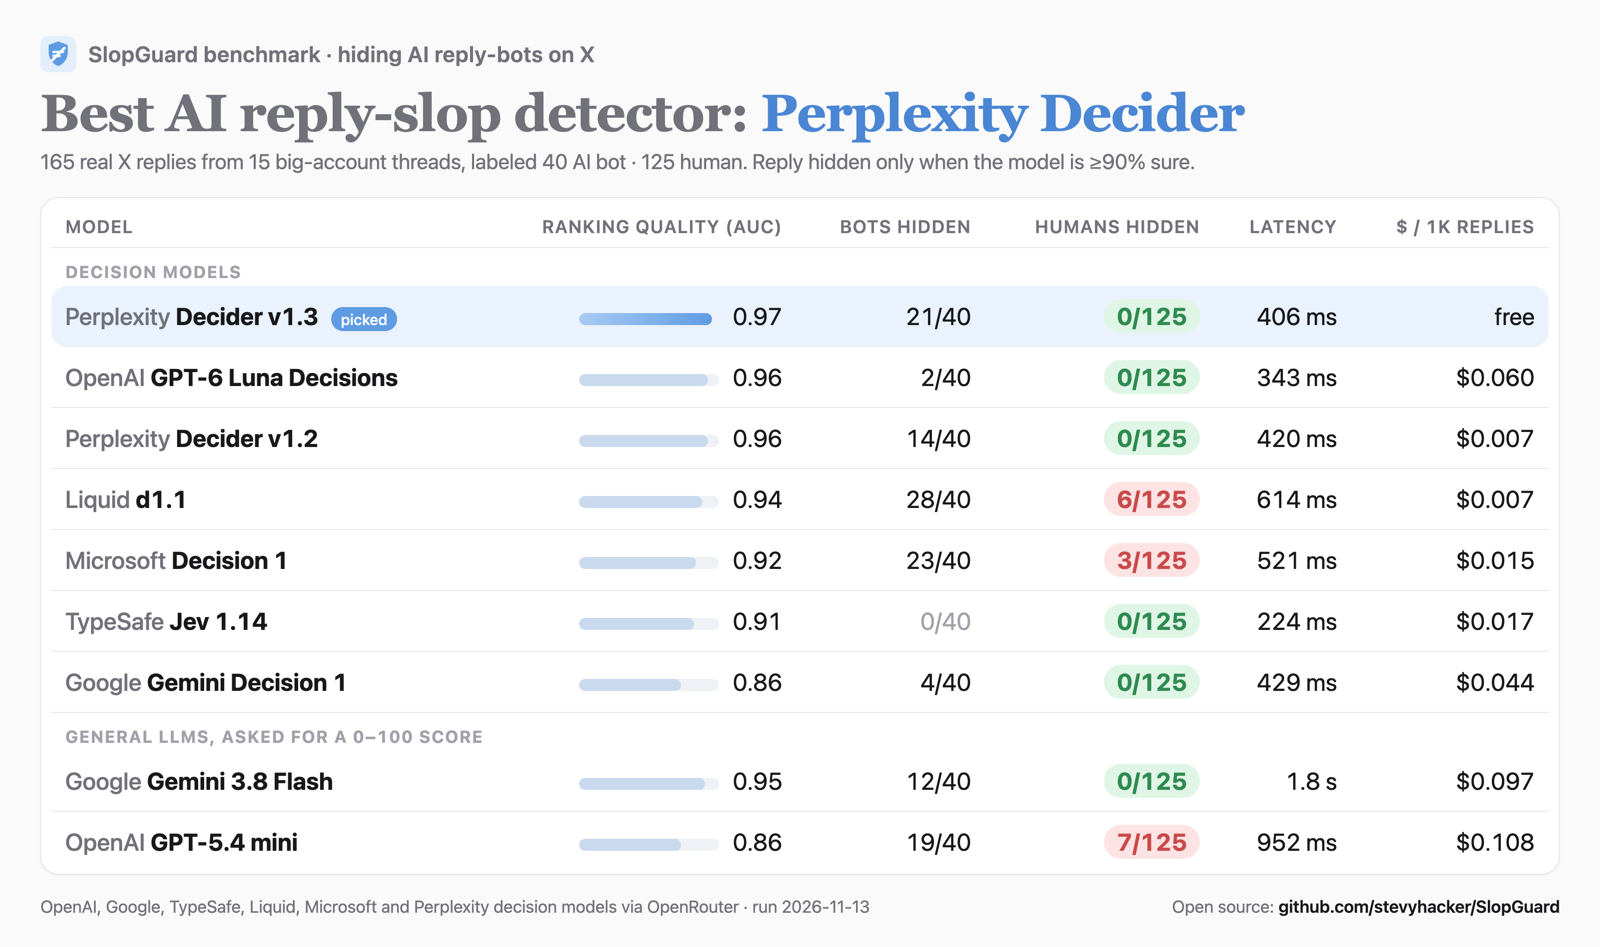 SlopGuard benchmark · hiding AI reply-bots on X
Best AI reply-slop detector: Perplexity Decider
165 real X replies from 15 big-account threads, labeled 40 AI bot · 125 human. Reply hidden only when the model is ≥90% sure.
MODEL RANKING QUALITY (AUC) BOTS HIDDEN HUMANS HIDDEN LATENCY $ / 1K REPLIES
DECISION MODELS
Perplexity Decider v1.3 picked 0.97 21/40 0/125 406 ms free
OpenAI GPT-6 Luna Decisions 0.96 2/40 0/125 343 ms $0.060
Perplexity Decider v1.2 0.96 14/40 0/125 420 ms $0.007
Liquid d1.1 0.94 28/40 6/125 614 ms $0.007
Microsoft Decision 1 0.92 23/40 3/125 521 ms $0.015
TypeSafe Jev 1.14 0.91 0/40 0/125 224 ms $0.017
Google Gemini Decision 1 0.86 4/40 0/125 429 ms $0.044
GENERAL LLMS, ASKED FOR A 0–100 SCORE
Google Gemini 3.8 Flash 0.95 12/40 0/125 1.8 s $0.097
OpenAI GPT-5.4 mini 0.86 19/40 7/125 952 ms $0.108
OpenAI, Google, TypeSafe, Liquid, Microsoft and Perplexity decision models via OpenRouter · run 2026-11-13
Open source: github.com/stevyhacker/SlopGuard